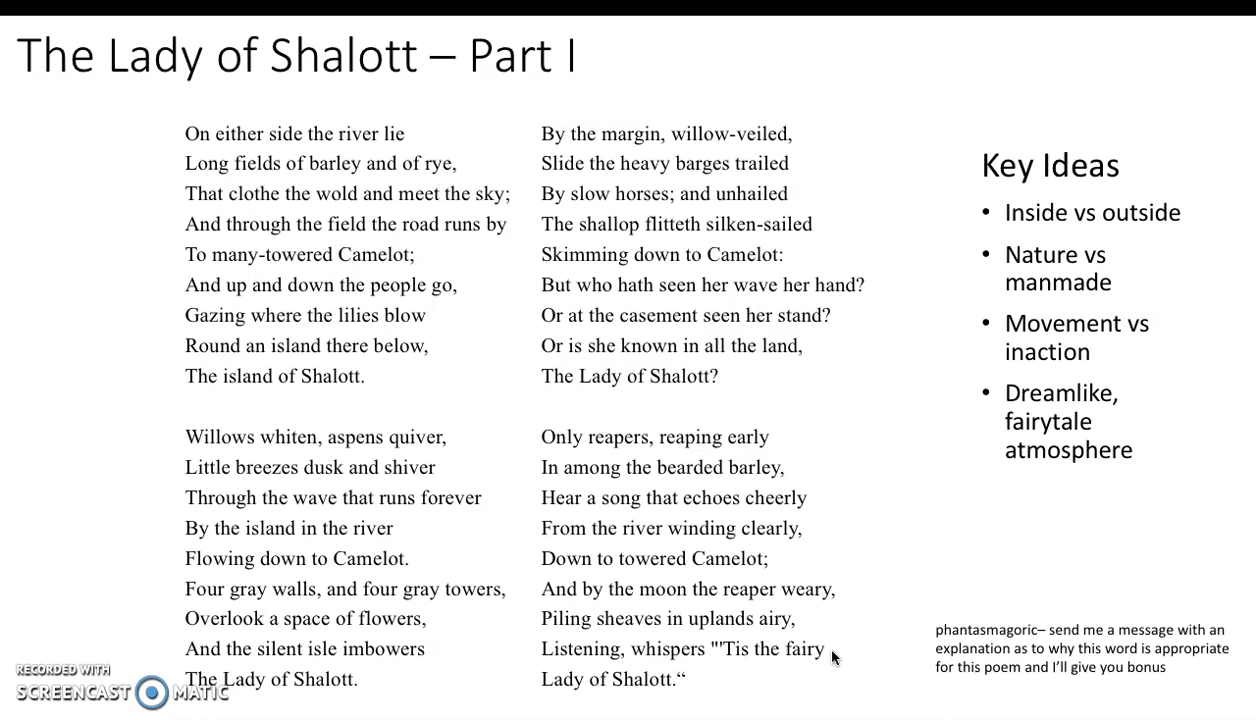 The Lady of Shalott – Part I
On either side the river lie
Long fields of barley and of rye,
That clothe the wold and meet the sky;
And through the field the road runs by
To many-towered Camelot;
And up and down the people go,
Gazing where the lilies blow
Round an island there below,
The island of Shalott.
Willows whiten, aspens quiver,
Little breezes dusk and shiver
Through the wave that runs forever
By the island in the river
Flowing down to Camelot.
Four gray walls, and four gray towers,
Overlook a space of flowers,
And the silent isle imbowers
The Lady of Shalott.
By the margin, willow-veiled,
Slide the heavy barges trailed
By slow horses; and unhailed
The shallop flitteth silken-sailed
Skimming down to Camelot:
But who hath seen her wave her hand?
Or at the casement seen her stand?
Or is she known in all the land,
The Lady of Shalott?
Only reapers, reaping early
In among the bearded barley,
Hear a song that echoes cheerly
From the river winding clearly,
Down to towered Camelot;
And by the moon the reaper weary,
Piling sheaves in uplands airy,
Listening, whispers "'Tis the fairy
Lady of Shalott.“
Key Ideas
• Inside vs outside
• Nature vs
manmade
• Movement vs
inaction
• Dreamlike,
fairytale
atmosphere
phantasmagoric– send me a message with an
explanation as to why this word is appropriate
for this poem and I'll give you bonus
RECORDED WITH
SCREENCAST MATIC